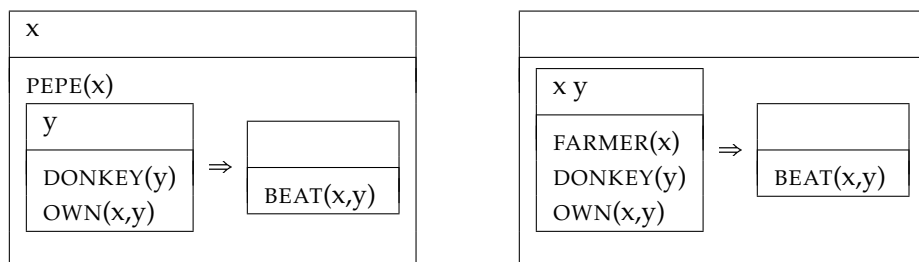 x
PEPE(x)
y
DONKEY(y)
OWN(x,y)
⇒
BEAT(x,y)
x y
FARMER(x)
DONKEY(y)
OWN(x,y)
⇒
BEAT(x,y)